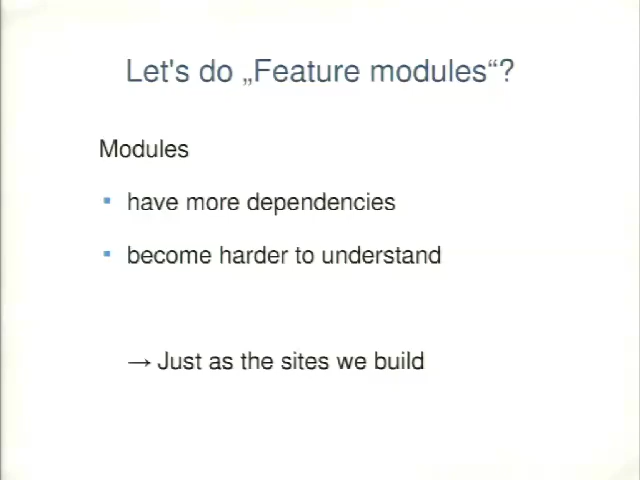 Let's do „Feature modules“?
Modules
▪ have more dependencies
▪ become harder to understand
→ Just as the sites we build